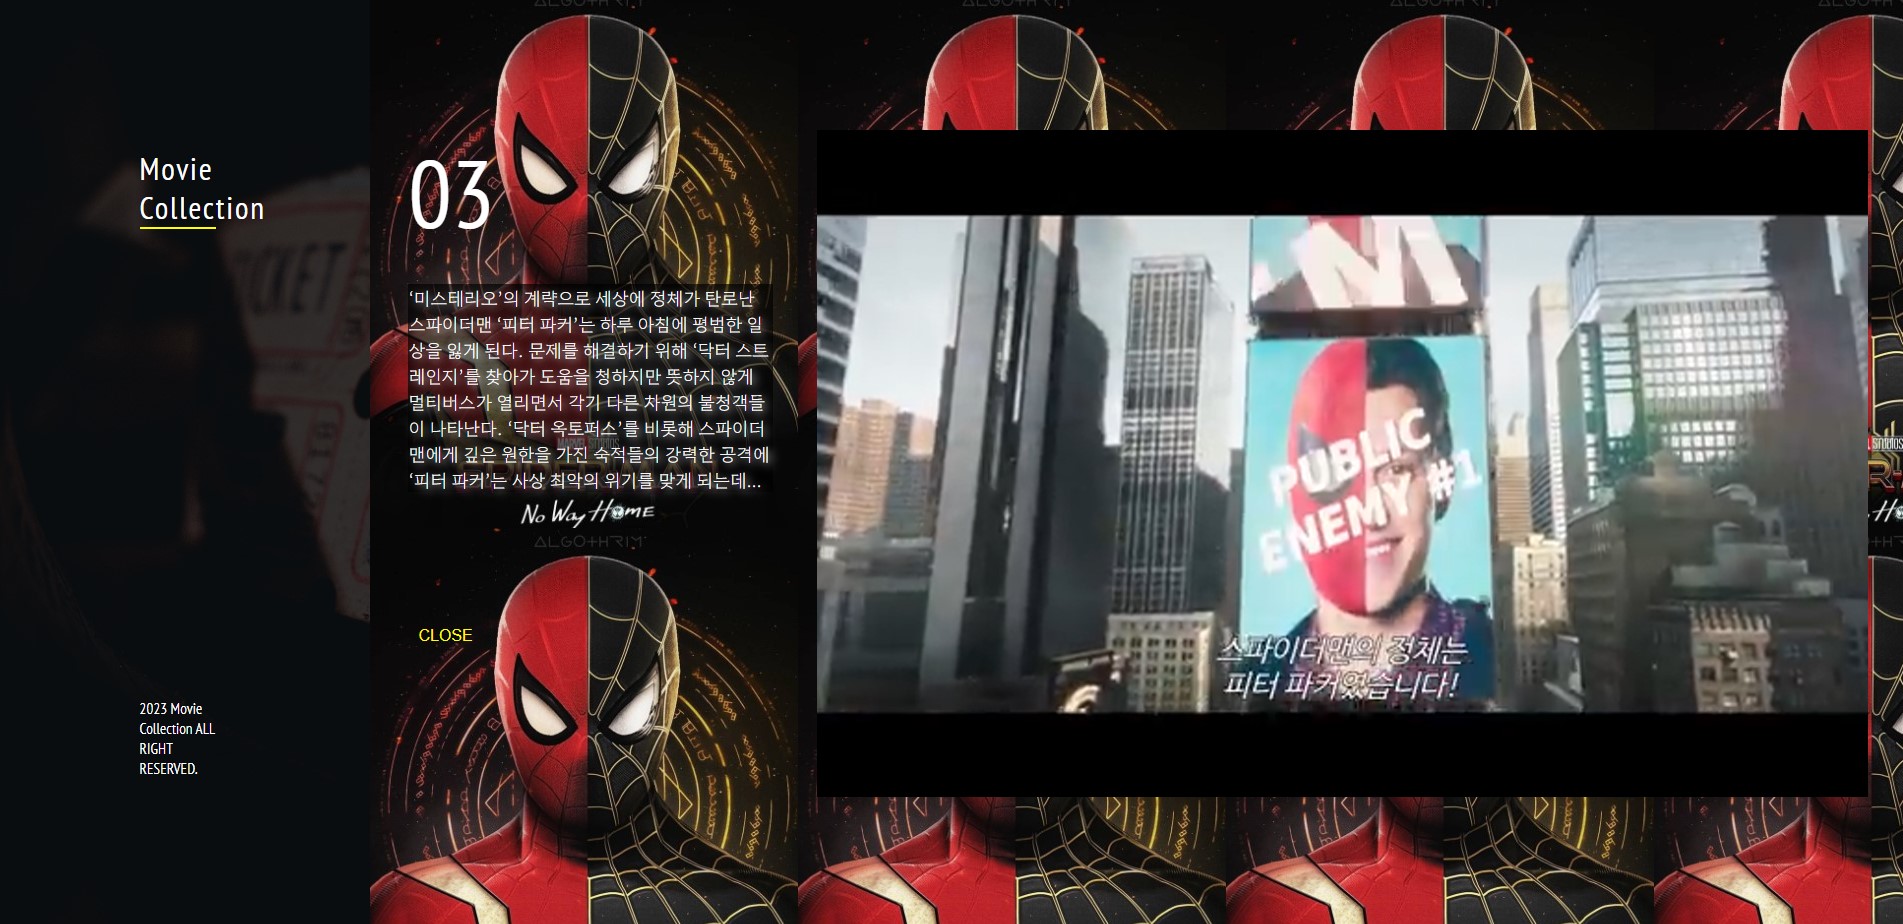 Movie
Collection
TICKET
2023 Movie
Collection ALL
RIGHT
RESERVED.
ALGO+HRIM
03
‘미스테리오’의 계략으로 세상에 정체가 탄로난
스파이더맨 ‘피터 파커’는 하루 아침에 평범한 일
상을 잃게 된다. 문제를 해결하기 위해 ‘닥터 스트
레인지’를 찾아가 도움을 청하지만 뜻하지 않게
멀티버스가 열리면서 각기 다른 챠원의 불청객들
이 나타난다. ‘닥터 옥토퍼스’를 비롯해 스파이더
맨에게 깊은 원한을 가진 숙적들의 강력한 공격에
‘피터 파커’는 사상 최악의 위기를 맞게 되는데...
No Way Home
ALGO+HRIM
CLOSE
PUBLIC
ENEMY #1
스파이더맨의 정체는
피터 파커였습니다!